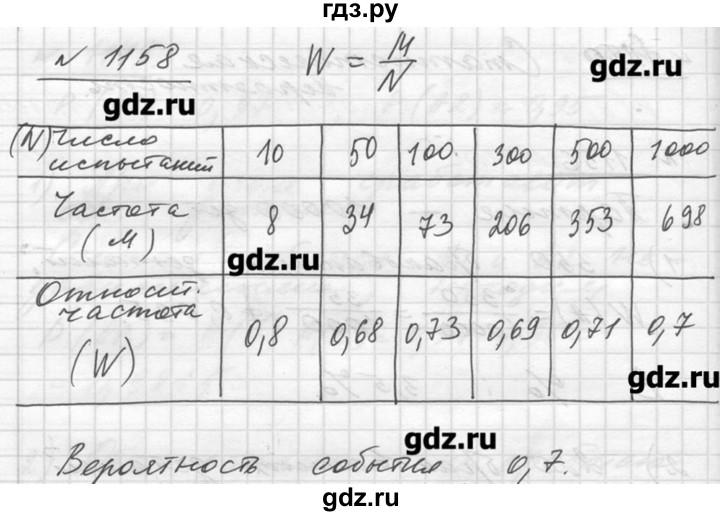 гдз.ру
№ 1158 W = M/N
gdz.ru
gdz.ru
(N) Число испытаний 10 50 100 300 500 1000
Частота (М) 8 34 73 206 353 698
gdz.ru
Относит. частота (W) 0,8 0,68 0,73 0,69 0,71 0,7
gdz.ru
gdz.ru
Вероятность события 0,7.
gdz.ru